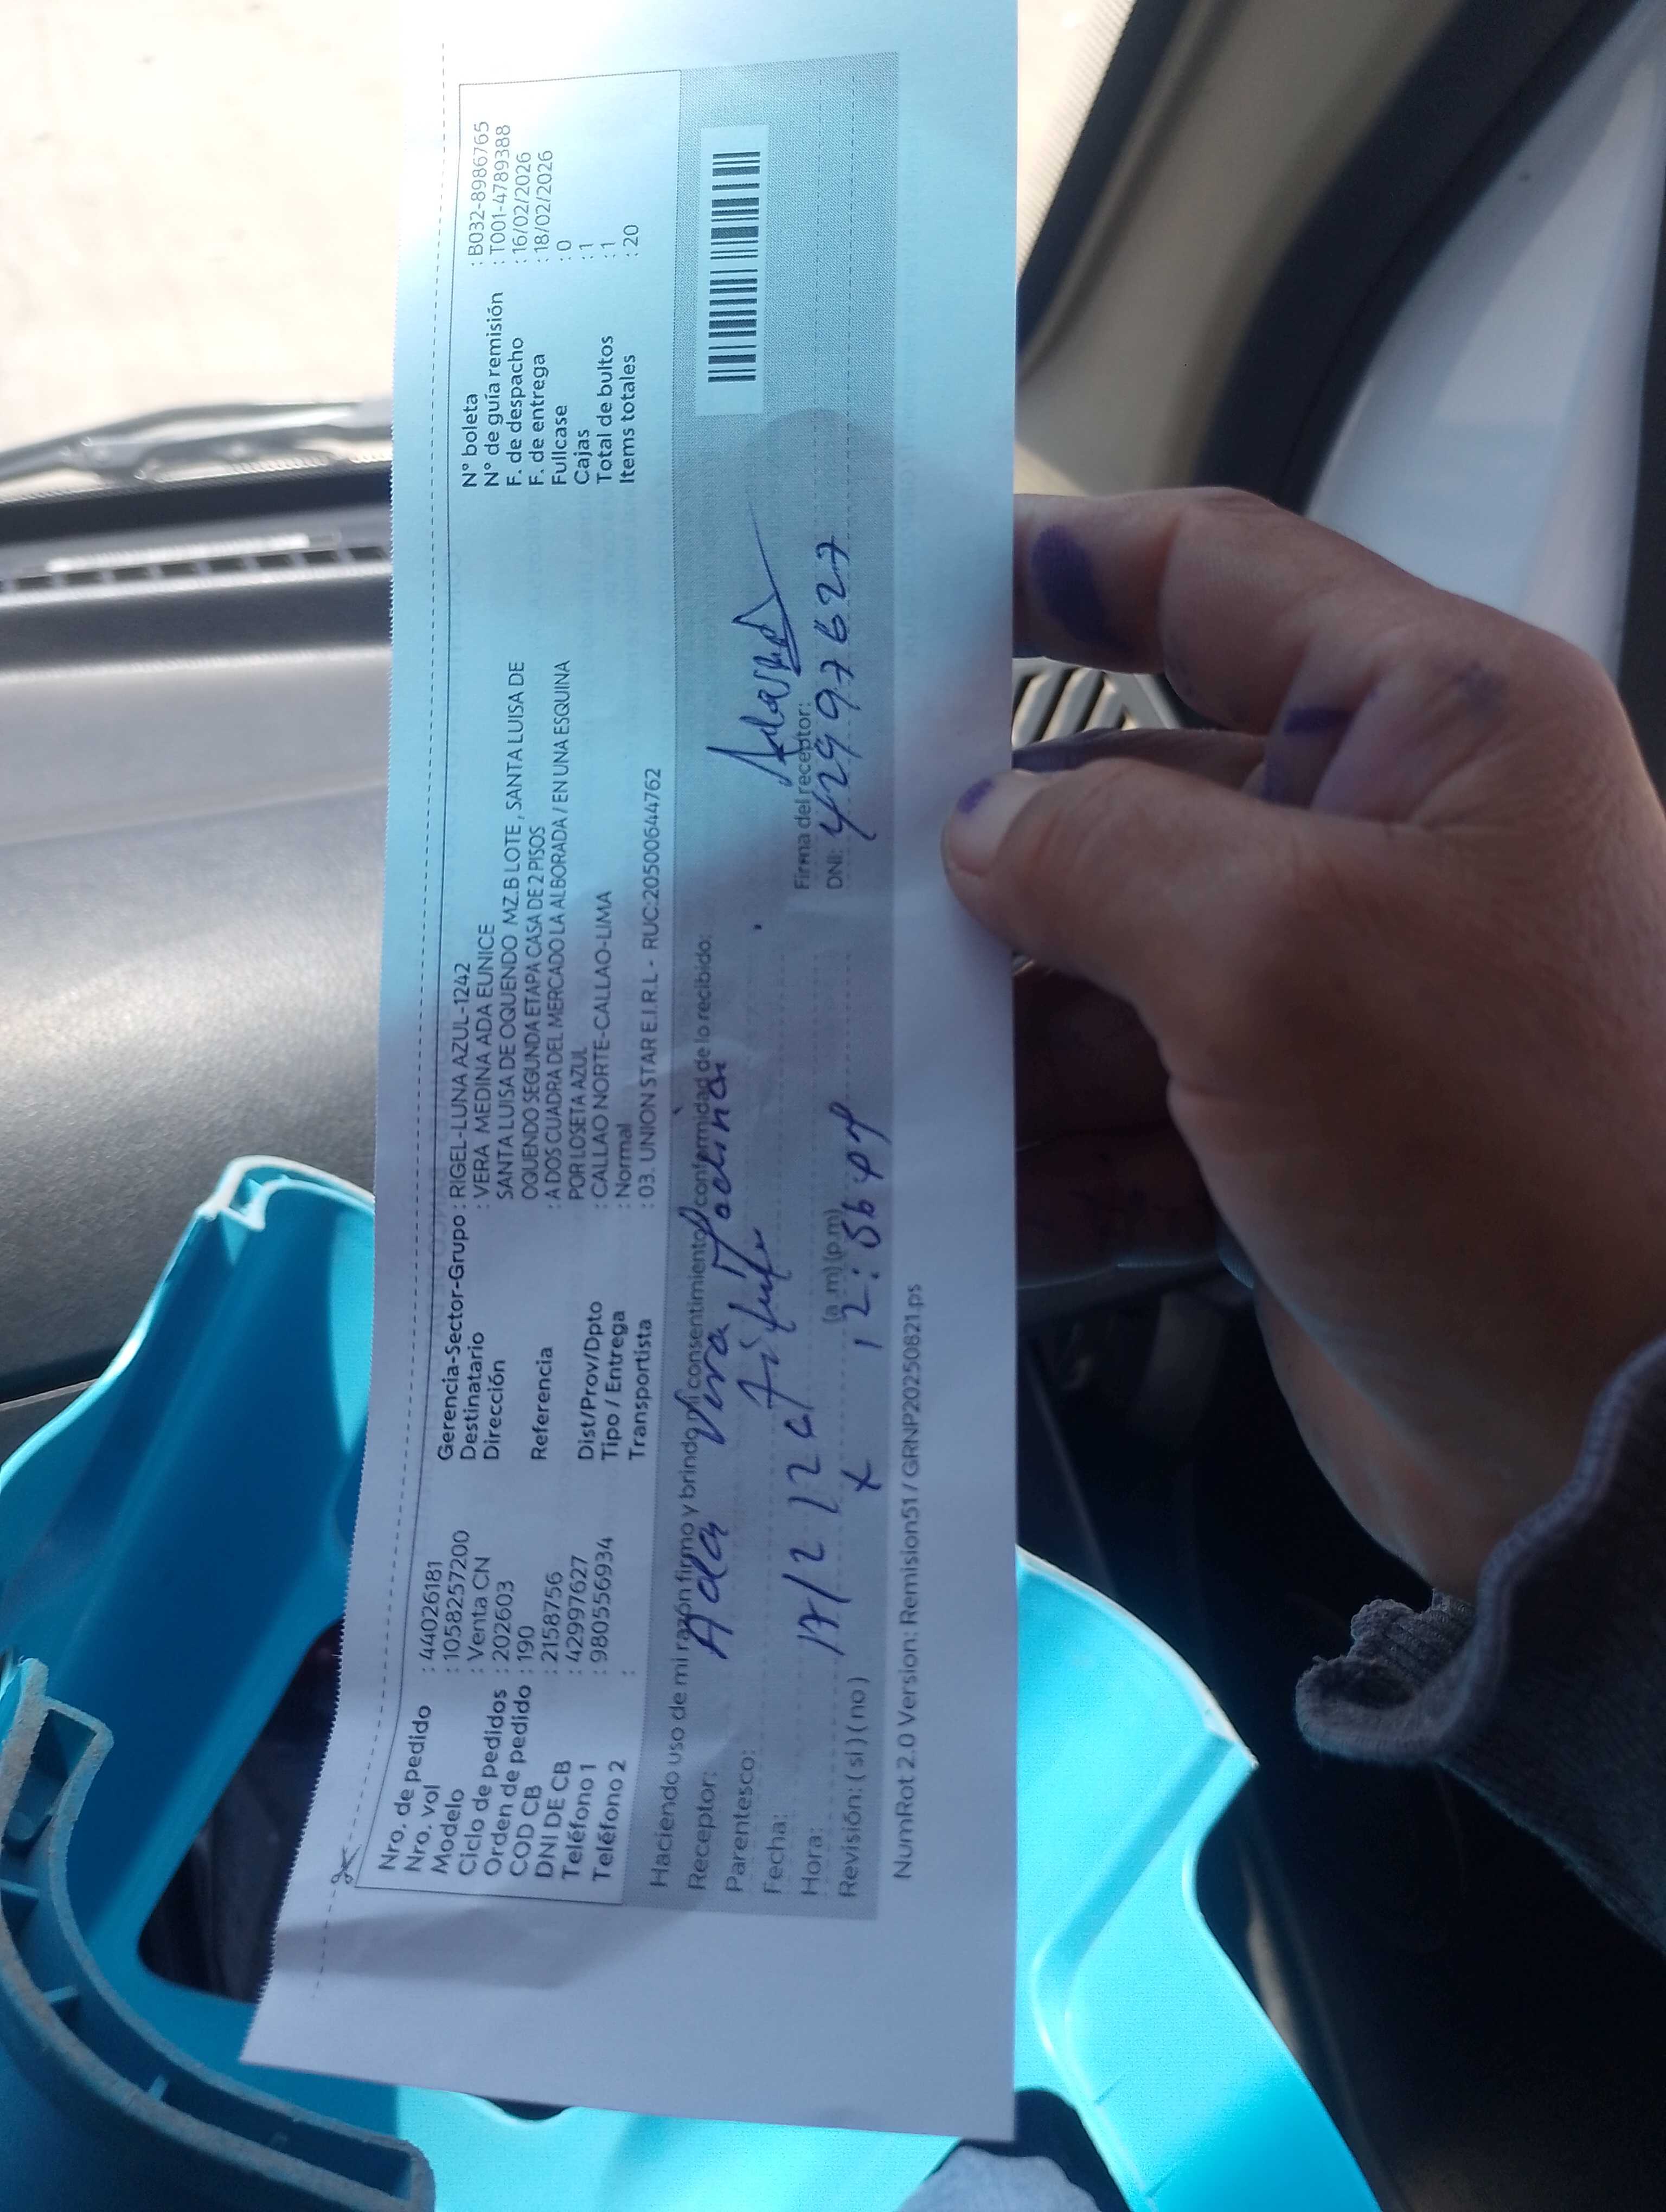 Nro. de pedido : 44026181
Nro. vol : 1058257200
Modelo : Venta CN
Ciclo de pedidos : 202603
Orden de pedido : 190
COD CB : 2158756
DNI DE CB : 42997627
Teléfono 1 : 980556934
Teléfono 2 :
Gerencia-Sector-Grupo : RIGEL-LUNA AZUL-1242
Destinatario : VERA MEDINA ADA EUNICE
Dirección SANTA LUISA DE OQUENDO MZ.B LOTE , SANTA LUISA DE
OQUENDO SEGUNDA ETAPA CASA DE 2 PISOS
Referencia : A DOS CUADRA DEL MERCADO LA ALBORADA / EN UNA ESQUINA
POR LOSETA AZUL
Dist/Prov/Dpto : CALLAO NORTE-CALLAO-LIMA
Tipo / Entrega : Normal
Transportista : 03. UNION STAR E.I.R.L - RUC:20500644762
N° boleta : B032-8986765
N° de guía remisión : T001-4789388
F. de despacho : 16/02/2026
F. de entrega : 18/02/2026
Fullcase : 0
Cajas : 1
Total de bultos : 1
Items totales : 20
Haciendo uso de mi razón firmo y brindo mi consentimiento y conformidad de lo recibido:
Receptor: Ada Vera
Parentesco:
Fecha: 17/2/26
Hora: (a.m) (p.m) 12:56 pm
Revisión: ( si ) ( no ) x
Firma del receptor:
DNI: 42997627
NumRot 2.0 Version: Remision51 / GRNP20250821.ps